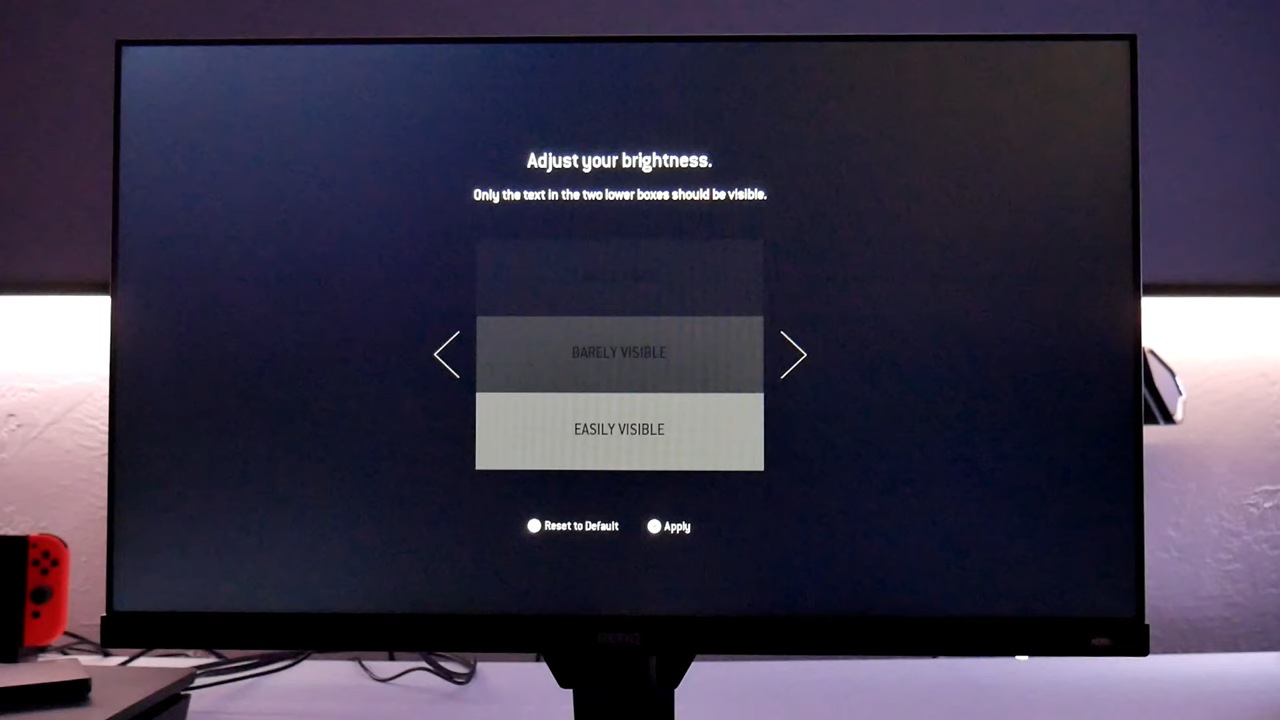 Adjust your brightness.
Only the text in the two lower boxes should be visible.
BARELY VISIBLE
EASILY VISIBLE
Reset to Default
Apply